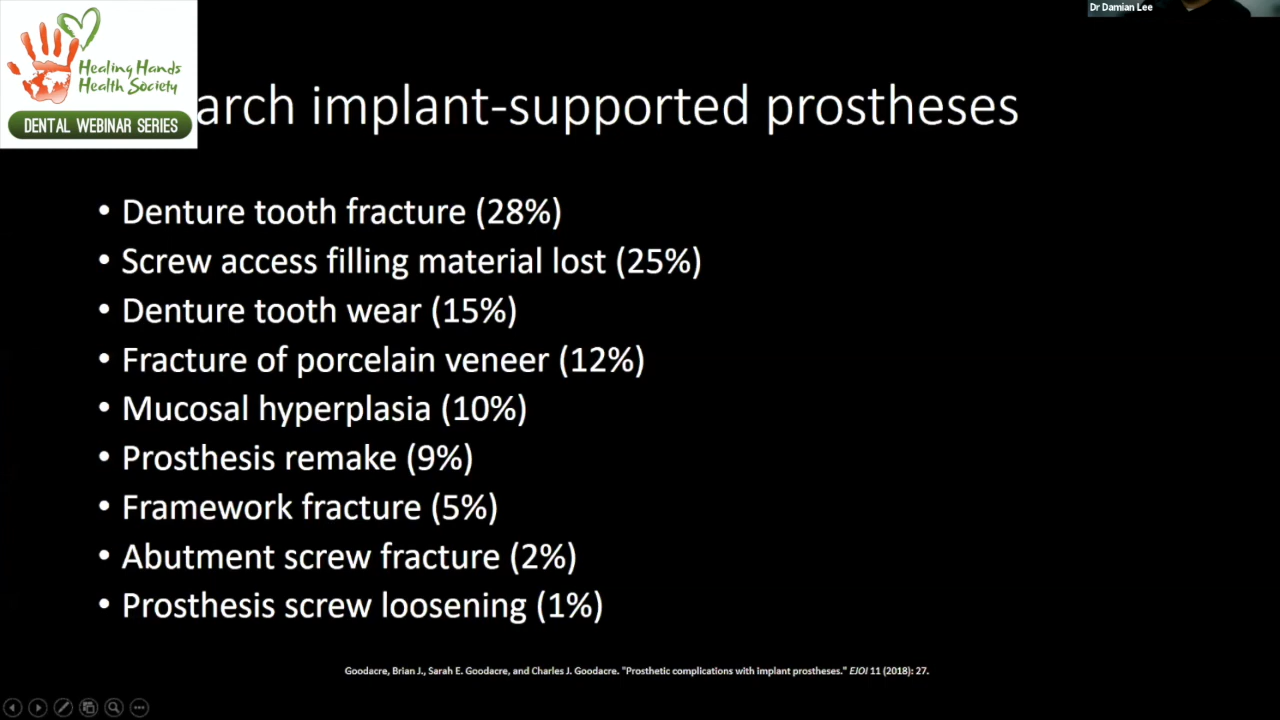 Dr Damian Lee
Healing Hands
Health Society
DENTAL WEBINAR SERIES
arch implant-supported prostheses
• Denture tooth fracture (28%)
• Screw access filling material lost (25%)
• Denture tooth wear (15%)
• Fracture of porcelain veneer (12%)
• Mucosal hyperplasia (10%)
• Prosthesis remake (9%)
• Framework fracture (5%)
• Abutment screw fracture (2%)
• Prosthesis screw loosening (1%)
Goodacre, Brian J., Sarah E. Goodacre, and Charles J. Goodacre. "Prosthetic complications with implant prostheses." EJOI 11 (2018): 27.